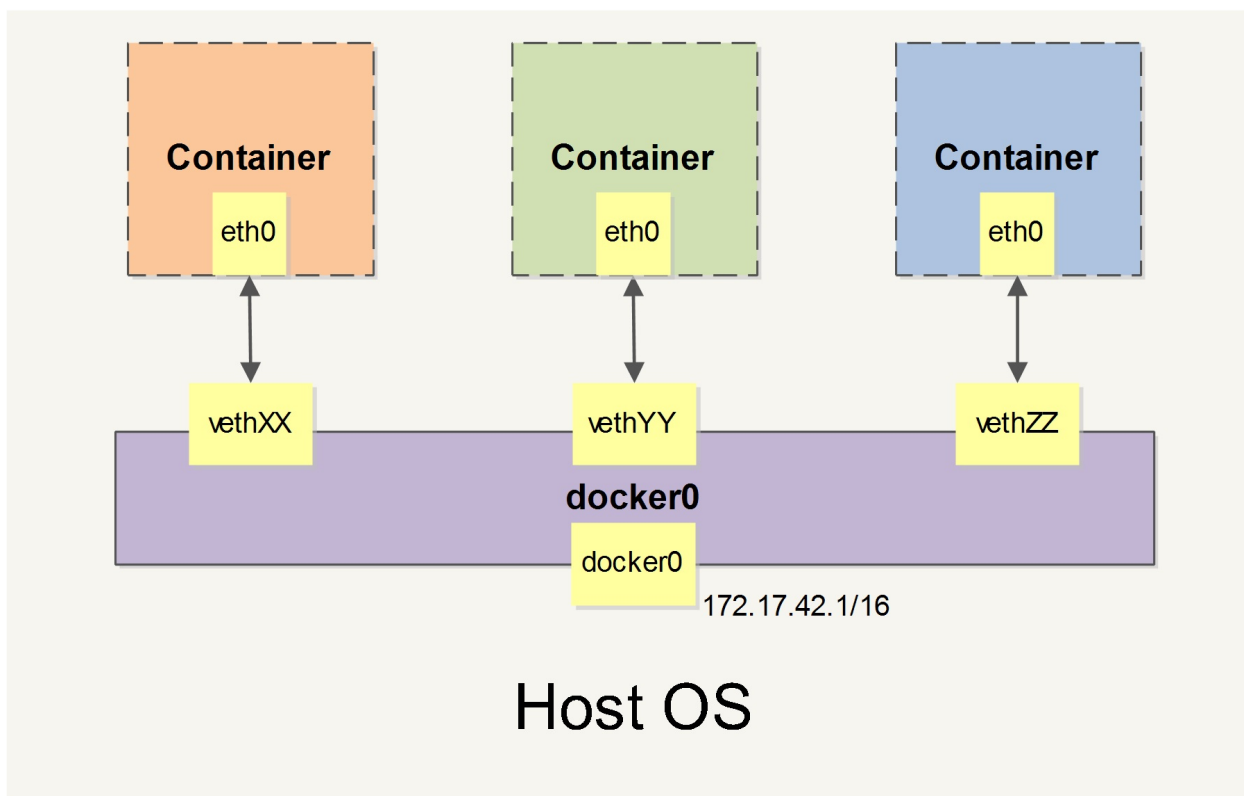 Container
Container
Container
eth0
eth0
eth0
vethXX
vethYY
vethZZ
docker0
docker0
172.17.42.1/16
Host OS